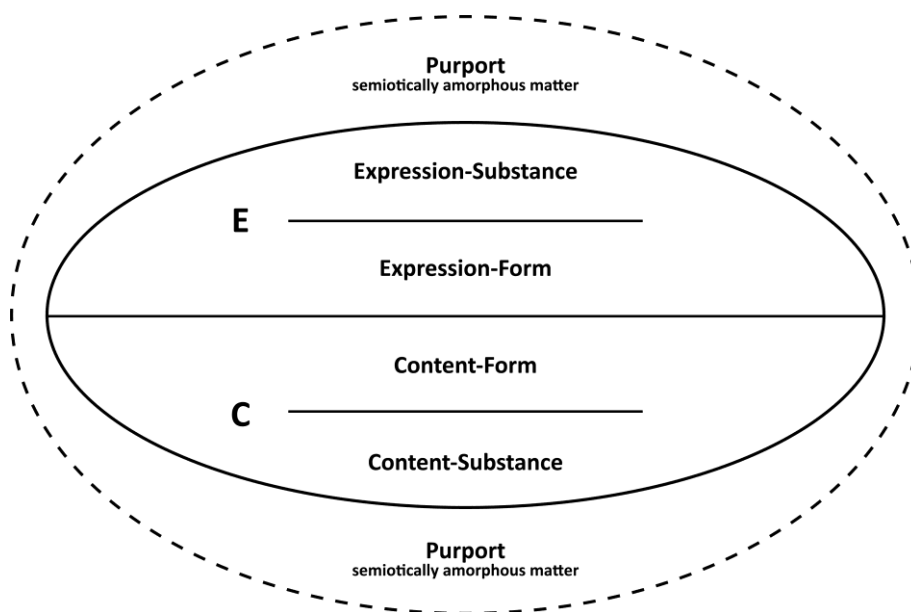 Purport
semiotically amorphous matter
Expression-Substance
E
Expression-Form
Content-Form
C
Content-Substance
Purport
semiotically amorphous matter